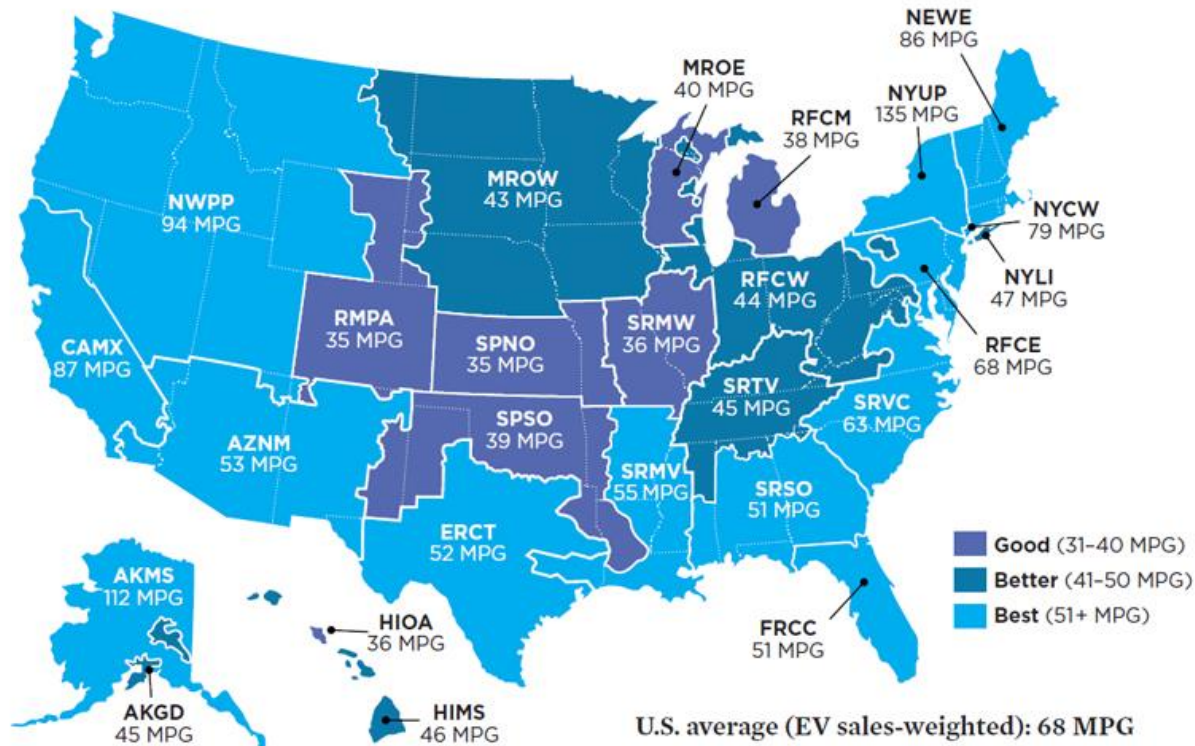 NEWE
86 MPG
MROE
40 MPG
NYUP
135 MPG
RFCM
38 MPG
MROW
43 MPG
NWPP
94 MPG
NYCW
79 MPG
NYLI
47 MPG
RFCW
44 MPG
RMPA
35 MPG
SRMW
36 MPG
SPNO
35 MPG
CAMX
87 MPG
RFCE
68 MPG
SRTV
45 MPG
SRVC
63 MPG
SPSO
39 MPG
AZNM
53 MPG
SRMV
55 MPG
SRSO
51 MPG
ERCT
52 MPG
Good (31–40 MPG)
Better (41–50 MPG)
Best (51+ MPG)
AKMS
112 MPG
HIOA
36 MPG
FRCC
51 MPG
AKGD
45 MPG
HIMS
46 MPG
U.S. average (EV sales-weighted): 68 MPG